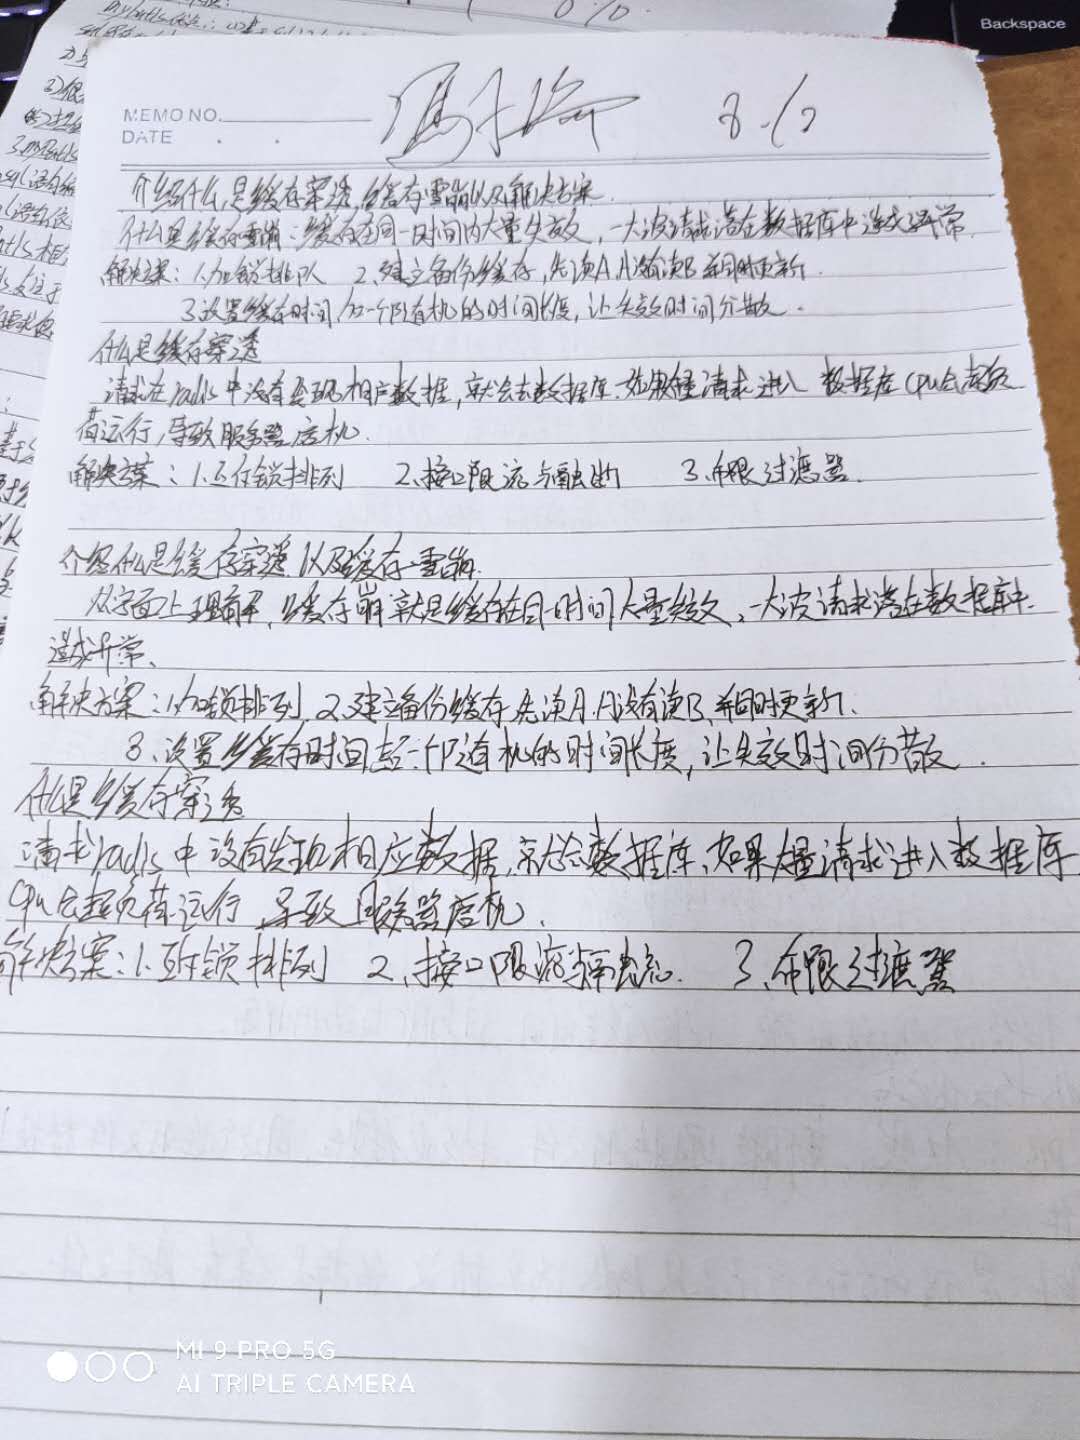 Backspace
MEMO NO.
DATE
介绍什么是缓存穿透,缓存雪崩以及解决方案.
什么是缓存雪崩:缓存在同一时间内大量失效,一大波请求落在数据库中造成异常.
解决方案:1.加锁排队 2、建立备份缓存,先读A,A没有读B,并同时更新.
3.设置缓存时间,加一个随机的时间长度,让失效时间分散.
什么是缓存穿透
请求在redis中没有发现相应数据,就会去数据库.如果大量请求进入 数据库CPU会超负
荷运行,导致服务器宕机.
解决方案:1.互斥锁排列 2、接口限流与融断 3、布隆过滤器.
介绍什么是缓存穿透以及缓存雪崩.
从字面上理解,缓存崩就是缓存在同一时间大量失效,一大波请求落在数据库中.
造成异常、
解决方案:1.加锁排列,2.建立备份缓存,先读A.A没有读B,并同时更新.
3.设置缓存时间,给一个随机的时间长度,让失效时间分散.
什么是缓存穿透
请求redis中没有发现相应数据,就会去数据库、如果大量请求进入数据库
CPU会超负荷运行,导致服务器宕机.
解决方案:1.互斥锁排列 2、接口限流 3、布隆过滤器
MI 9 PRO 5G
AI TRIPLE CAMERA